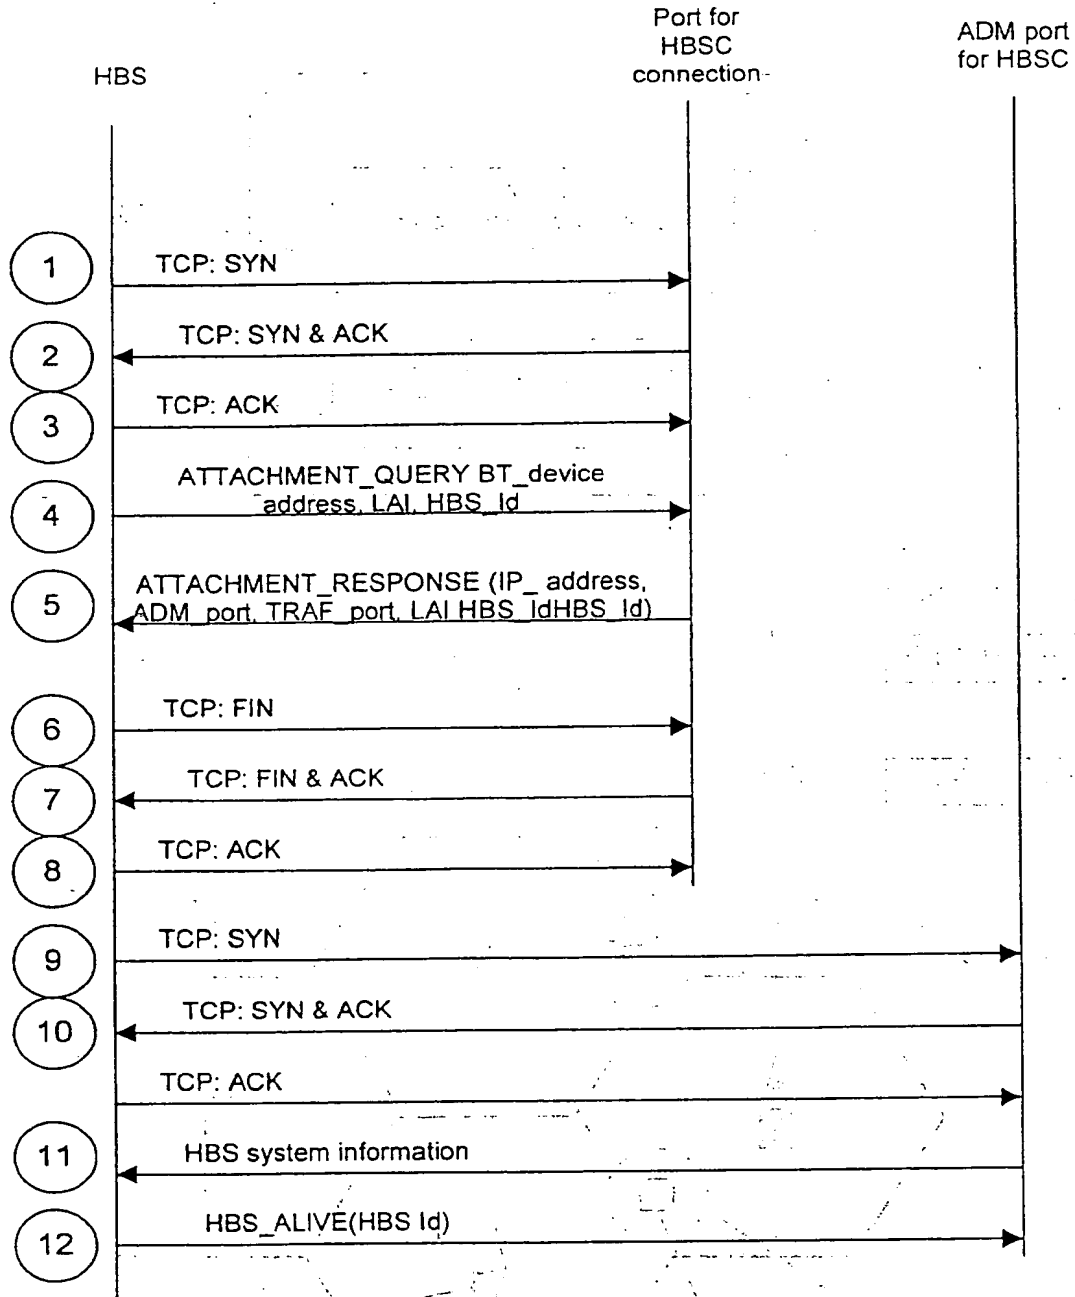 Port for
HBSC
connection
ADM port
for HBSC
HBS
1
TCP: SYN
2
TCP: SYN & ACK
3
TCP: ACK
4
ATTACHMENT_QUERY BT_device
address, LAI, HBS_Id
5
ATTACHMENT_RESPONSE (IP_ address,
ADM_port, TRAF_port, LAI HBS_IdHBS_Id)
6
TCP: FIN
7
TCP: FIN & ACK
8
TCP: ACK
9
TCP: SYN
10
TCP: SYN & ACK
TCP: ACK
11
HBS system information
12
HBS_ALIVE(HBS Id)